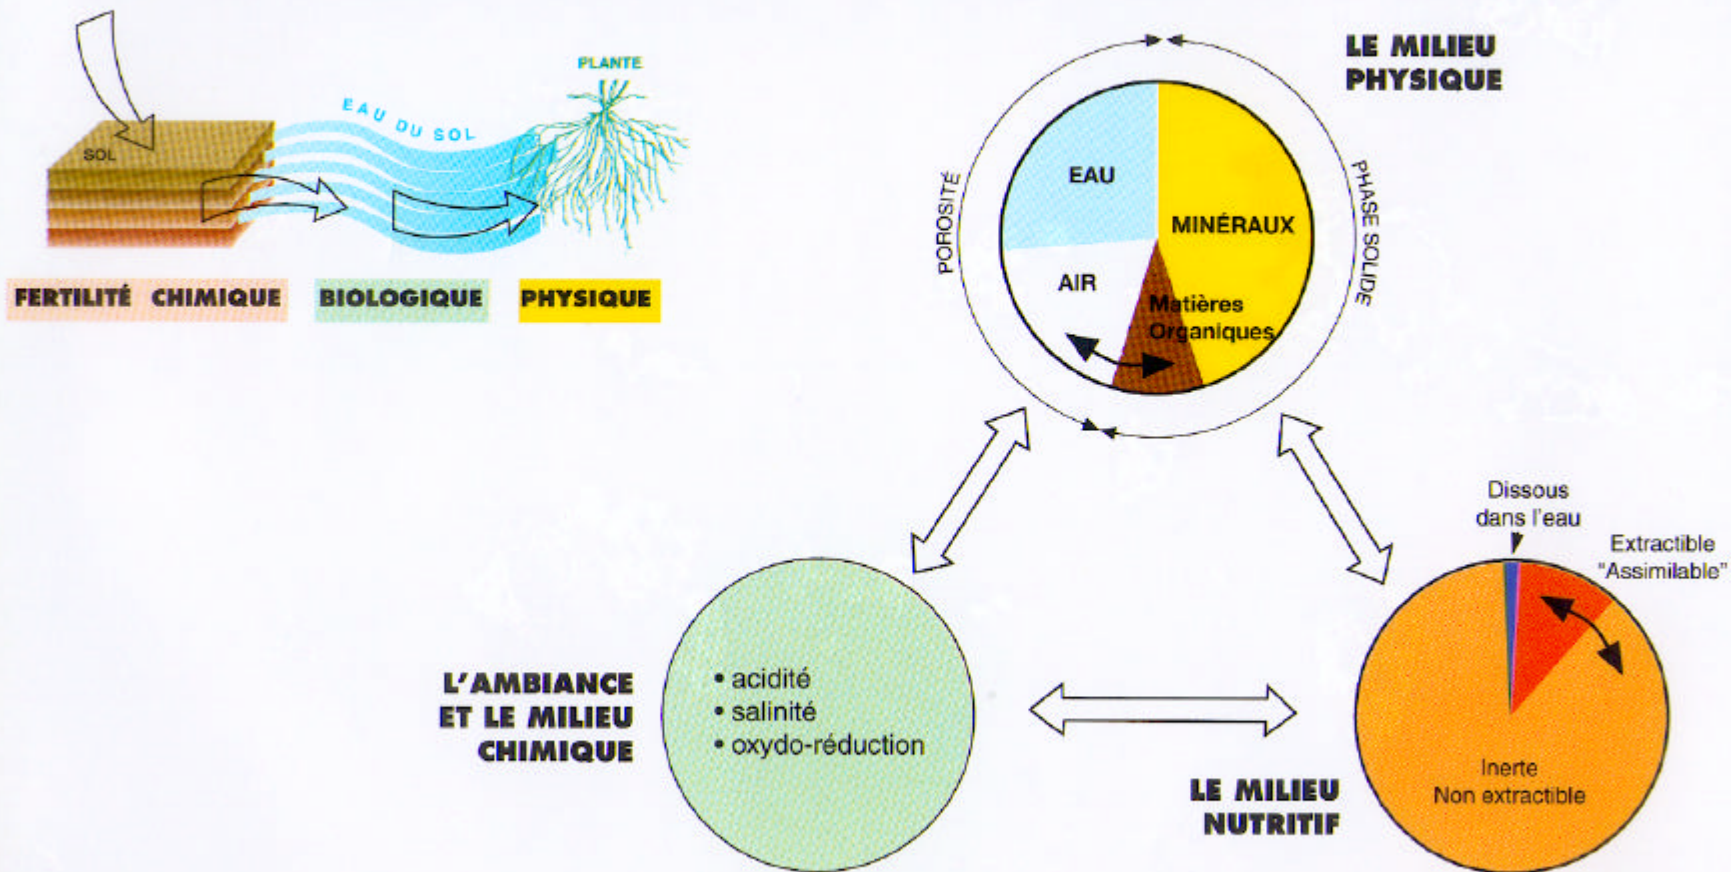 PLANTE
EAU DU SOL
SOL
FERTILITÉ CHIMIQUE
BIOLOGIQUE
PHYSIQUE
LE MILIEU
PHYSIQUE
POROSITÉ
PHASE SOLIDE
EAU
MINÉRAUX
AIR
Matières
Organiques
L'AMBIANCE
ET LE MILIEU
CHIMIQUE
• acidité
• salinité
• oxydo-réduction
Dissous
dans l'eau
Extractible
"Assimilable"
Inerte
Non extractible
LE MILIEU
NUTRITIF